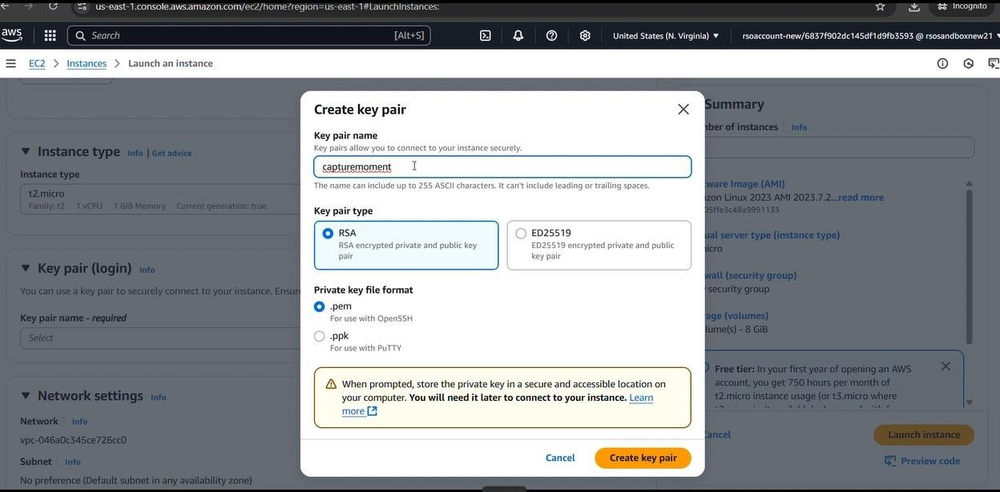 us-east-1.console.aws.amazon.com/ec2/home?region=us-east-1#LaunchInstances:
Incognito
aws
Search
[Alt+S]
United States (N. Virginia)
rsoaccount-new/6837f902dc145df1d9fb3593 @ rsosandboxnew21
EC2
Instances
Launch an instance
Instance type
Info
Get advice
Instance type
t2.micro
Family: t2 1 vCPU 1 GiB Memory Current generation: true
Key pair (login)
Info
You can use a key pair to securely connect to your instance. Ensure
Key pair name - required
Select
Network settings
Info
Network
Info
vpc-046a0c345ce726cc0
Subnet
Info
No preference (Default subnet in any availability zone)
Create key pair
Key pair name
Key pairs allow you to connect to your instance securely.
capturemoment
The name can include up to 255 ASCII characters. It can't include leading or trailing spaces.
Key pair type
RSA
RSA encrypted private and public key
pair
ED25519
ED25519 encrypted private and public
key pair
Private key file format
.pem
For use with OpenSSH
.ppk
For use with PuTTY
When prompted, store the private key in a secure and accessible location on
your computer. You will need it later to connect to your instance. Learn
more
Cancel
Create key pair
Summary
ber of instances
Info
ware Image (AMI)
zon Linux 2023 AMI 2023.7.2...read more
05ffe3c48a9991133
ual server type (instance type)
icro
wall (security group)
security group
rage (volumes)
lume(s) - 8 GiB
Free tier: In your first year of opening an AWS
account, you get 750 hours per month of
t2.micro instance usage (or t3.micro where
Cancel
Launch instance
Preview code